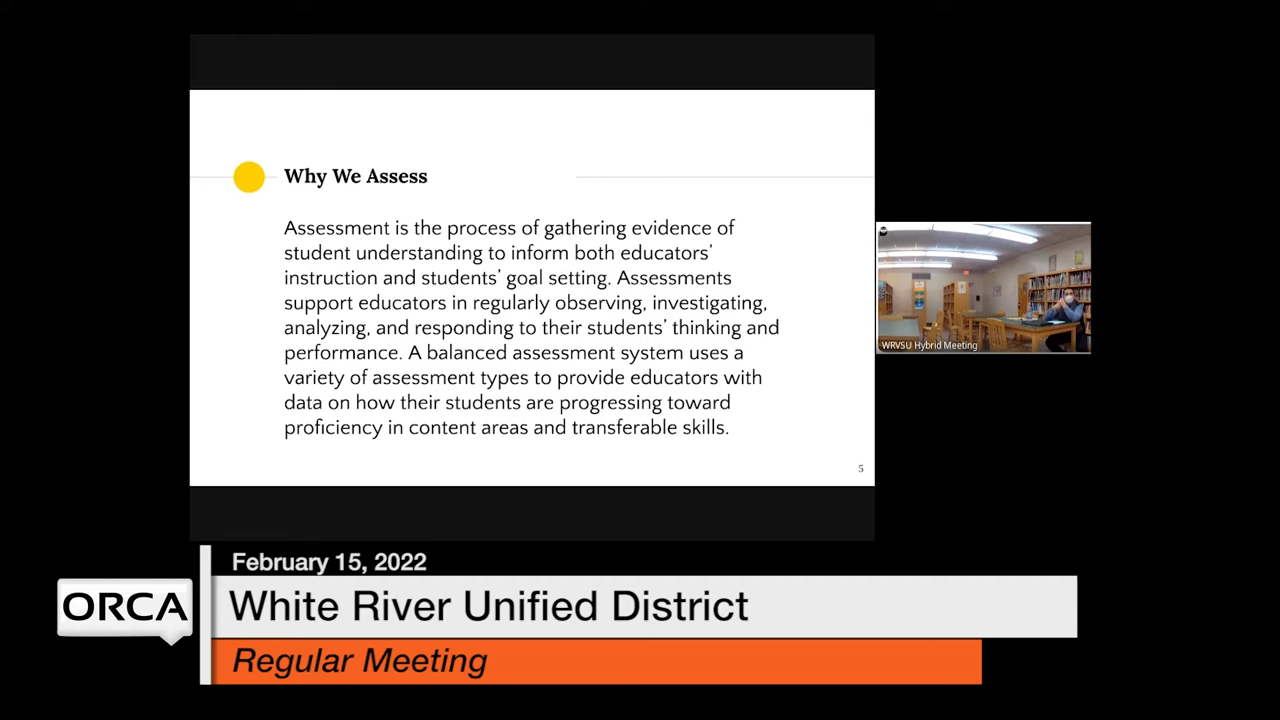 Why We Assess
Assessment is the process of gathering evidence of
student understanding to inform both educators’
instruction and students’ goal setting. Assessments
support educators in regularly observing, investigating,
analyzing, and responding to their students’ thinking and
performance. A balanced assessment system uses a
variety of assessment types to provide educators with
data on how their students are progressing toward
proficiency in content areas and transferable skills.
5
WRVSU Hybrid Meeting
February 15, 2022
ORCA
White River Unified District
Regular Meeting